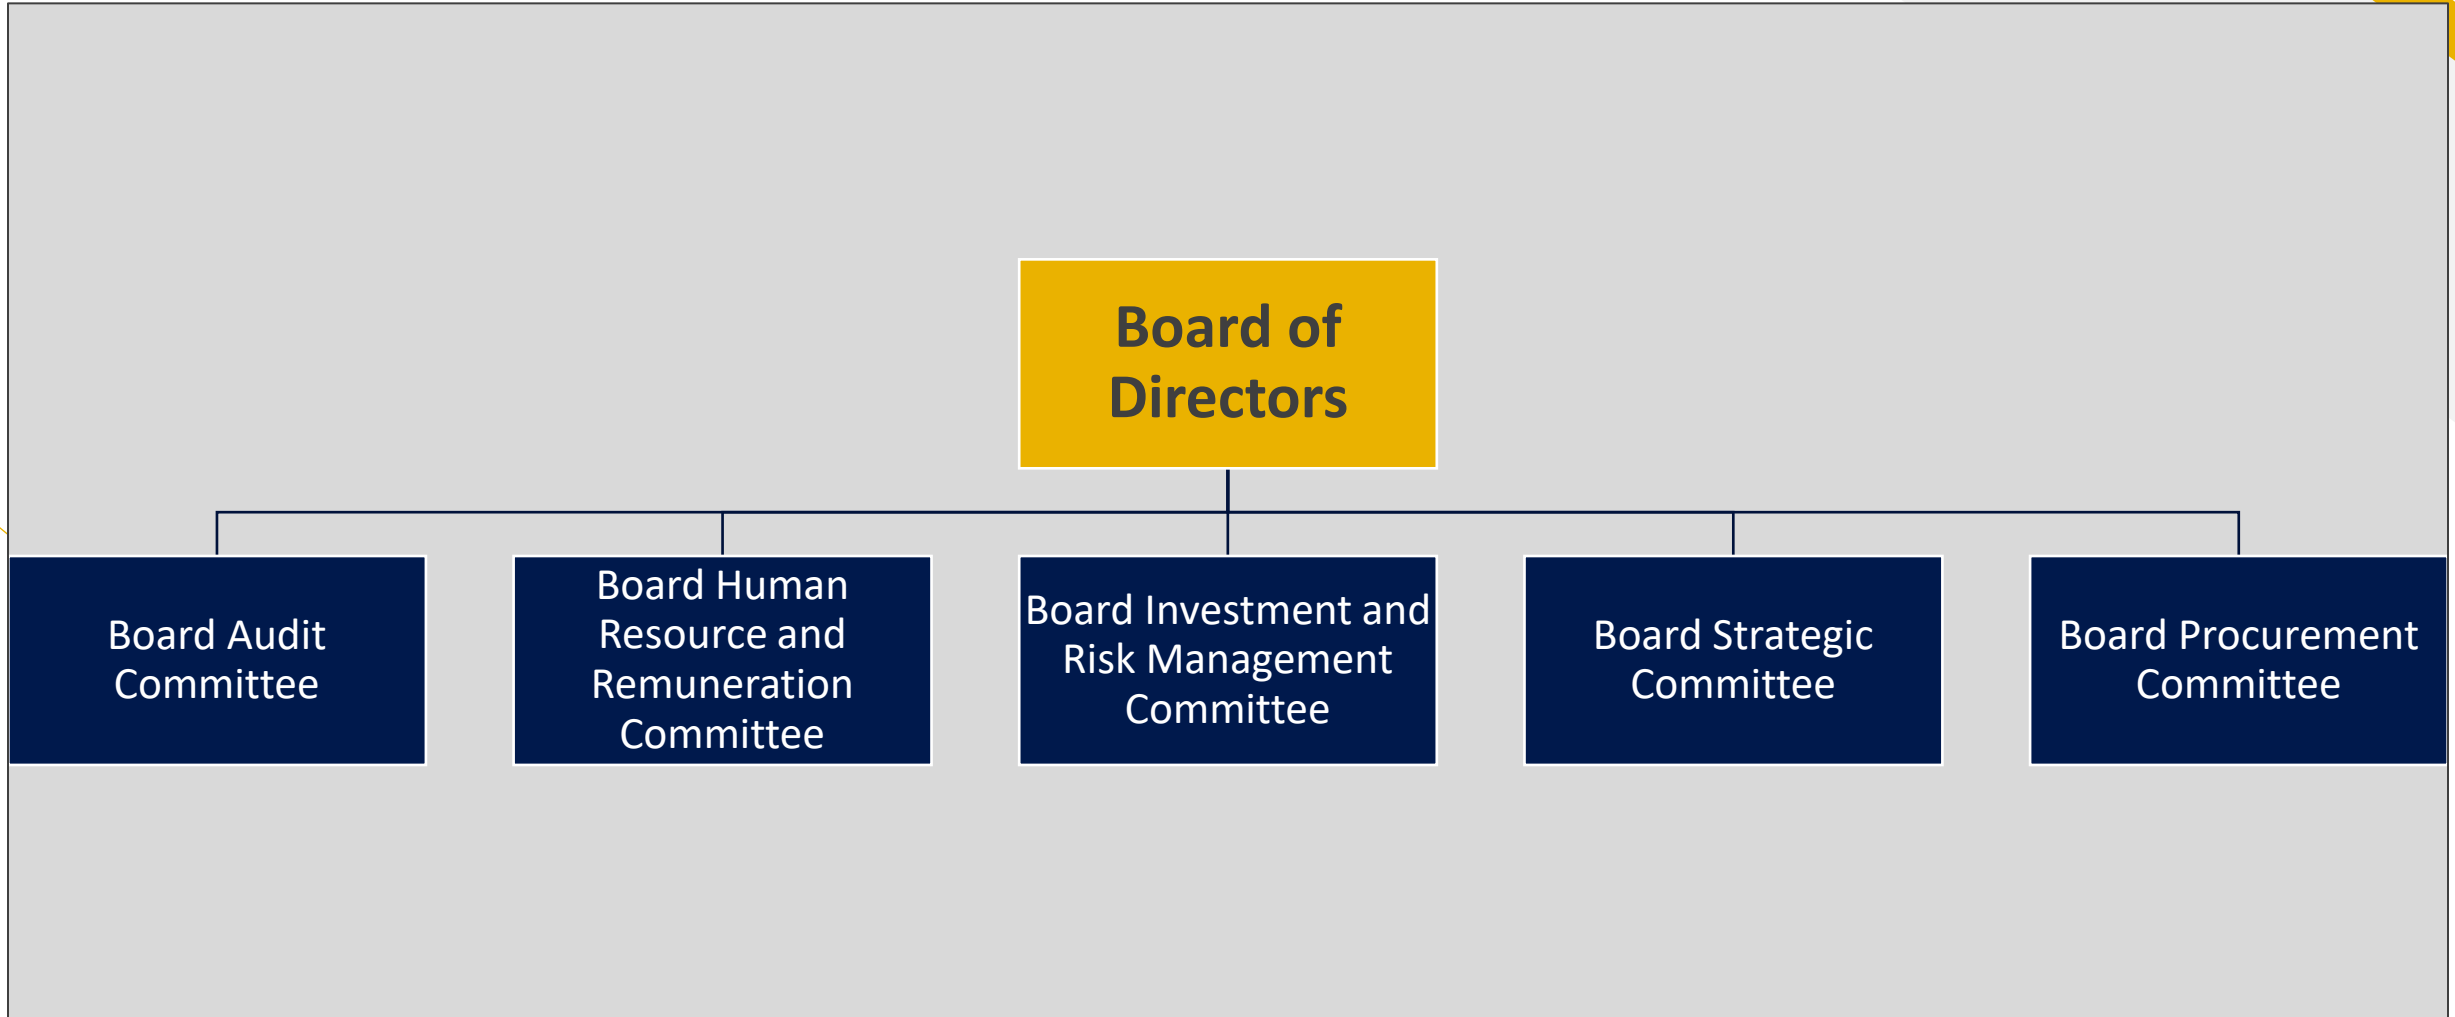 Board of
Directors
Board Audit
Committee
Board Human
Resource and
Remuneration
Committee
Board Investment and
Risk Management
Committee
Board Strategic
Committee
Board Procurement
Committee